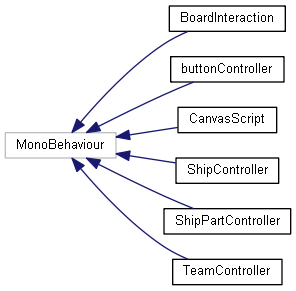 BoardInteraction
buttonController
CanvasScript
MonoBehaviour
ShipController
ShipPartController
TeamController